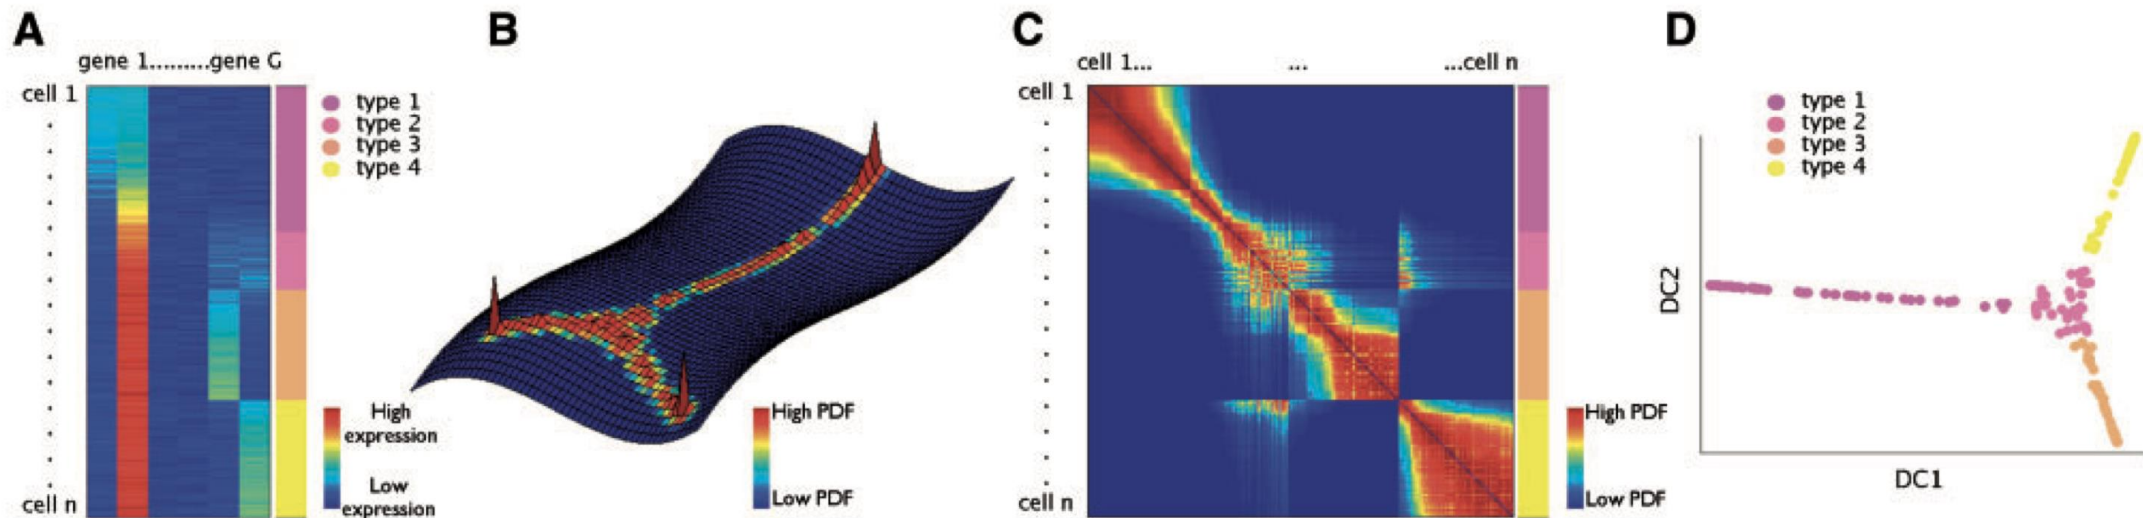 A
gene 1.........gene G
cell 1
cell n
type 1
type 2
type 3
type 4
High
expression
Low
expression
B
High PDF
Low PDF
C
cell 1...
...
...cell n
cell 1
cell n
High PDF
Low PDF
D
type 1
type 2
type 3
type 4
DC2
DC1